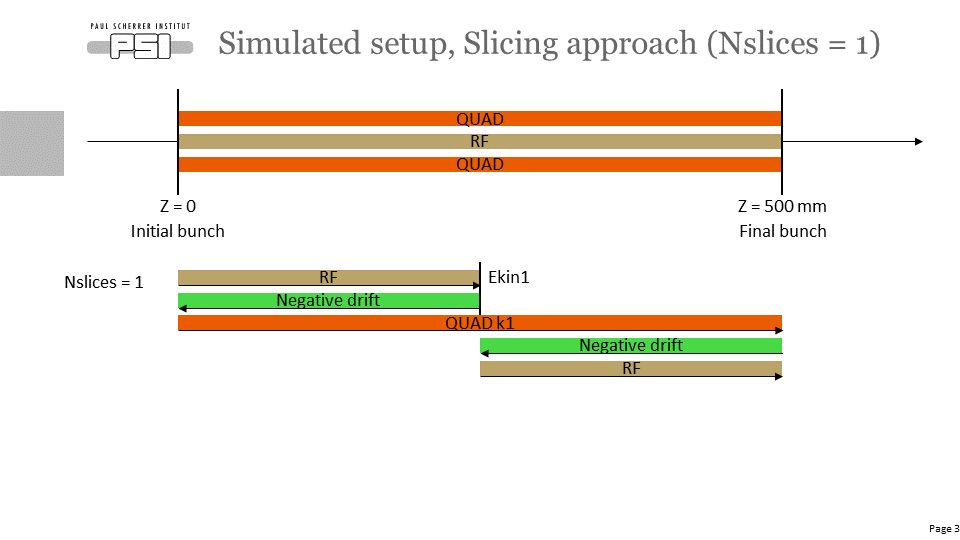 PAUL SCHERRER INSTITUT
PSI
Simulated setup, Slicing approach (Nslices = 1)
QUAD
RF
QUAD
Z = 0
Initial bunch
Z = 500 mm
Final bunch
Nslices = 1
RF
Ekin1
Negative drift
QUAD k1
Negative drift
RF
Page 3